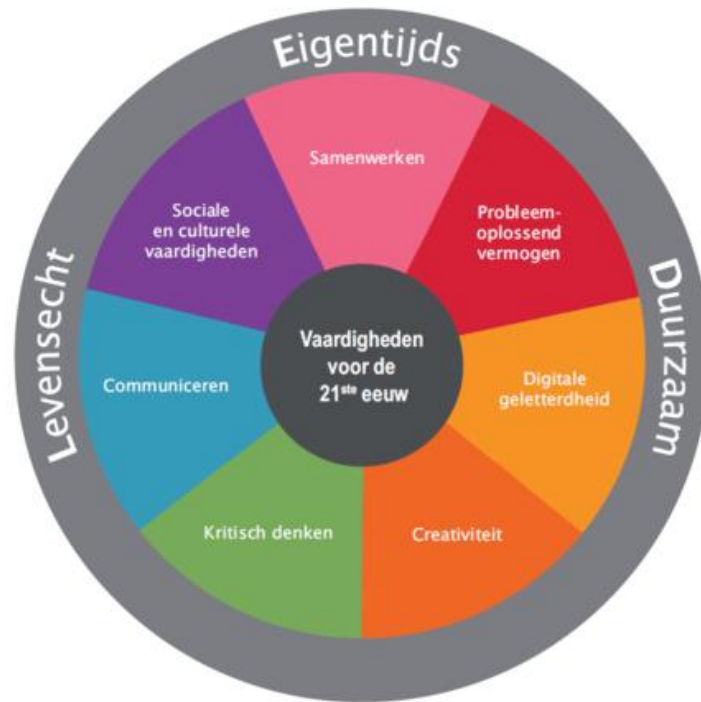 Eigentijds
Samenwerken
Probleem-
oplossend
vermogen
Duurzaam
Digitale
geletterdheid
Creativiteit
Kritisch denken
Communiceren
Levensecht
Sociale
en culturele
vaardigheden
Vaardigheden
voor de
21ste eeuw